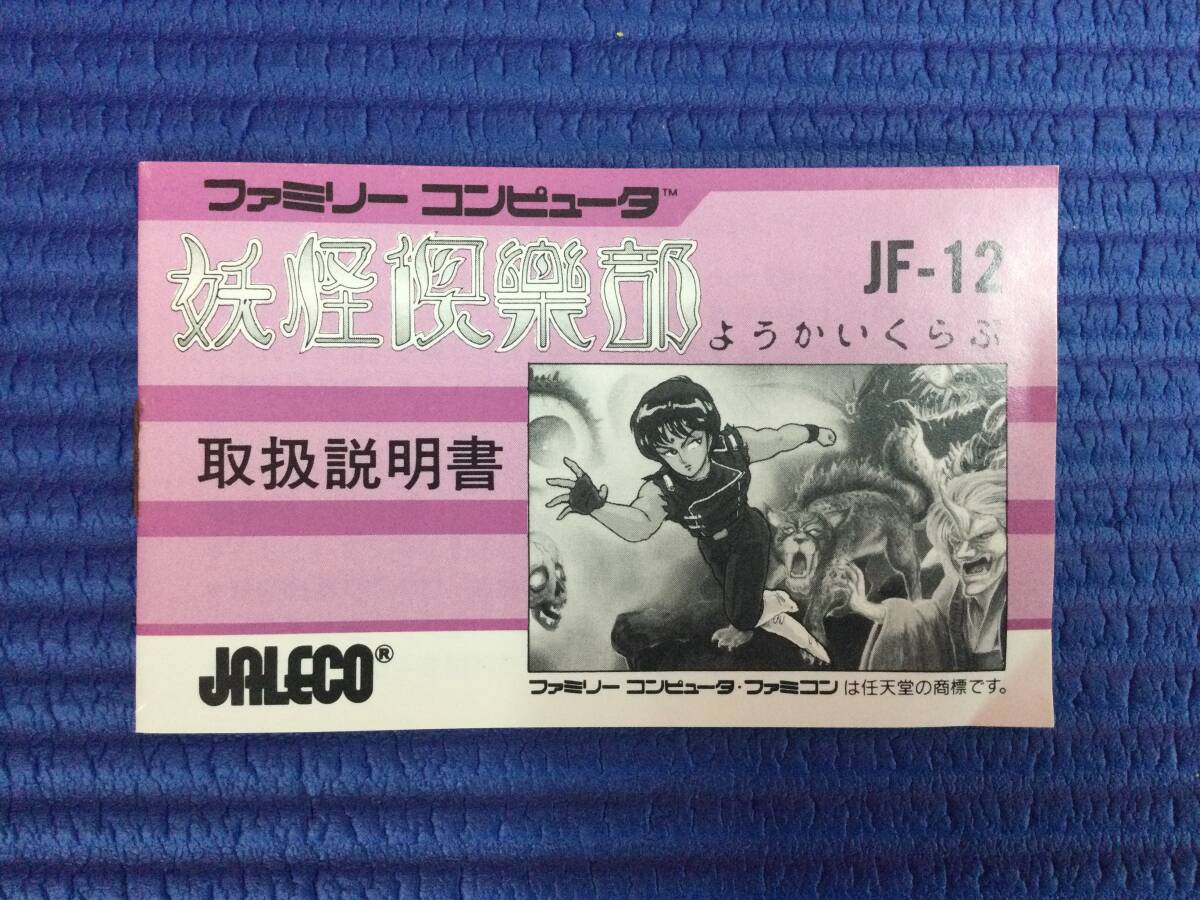 ファミリー コンピュータ™
妖怪倶楽部
JF-12
ようかいくらぶ
取扱説明書
JALECO®
ファミリー コンピュータ・ファミコン は任天堂の商標です。